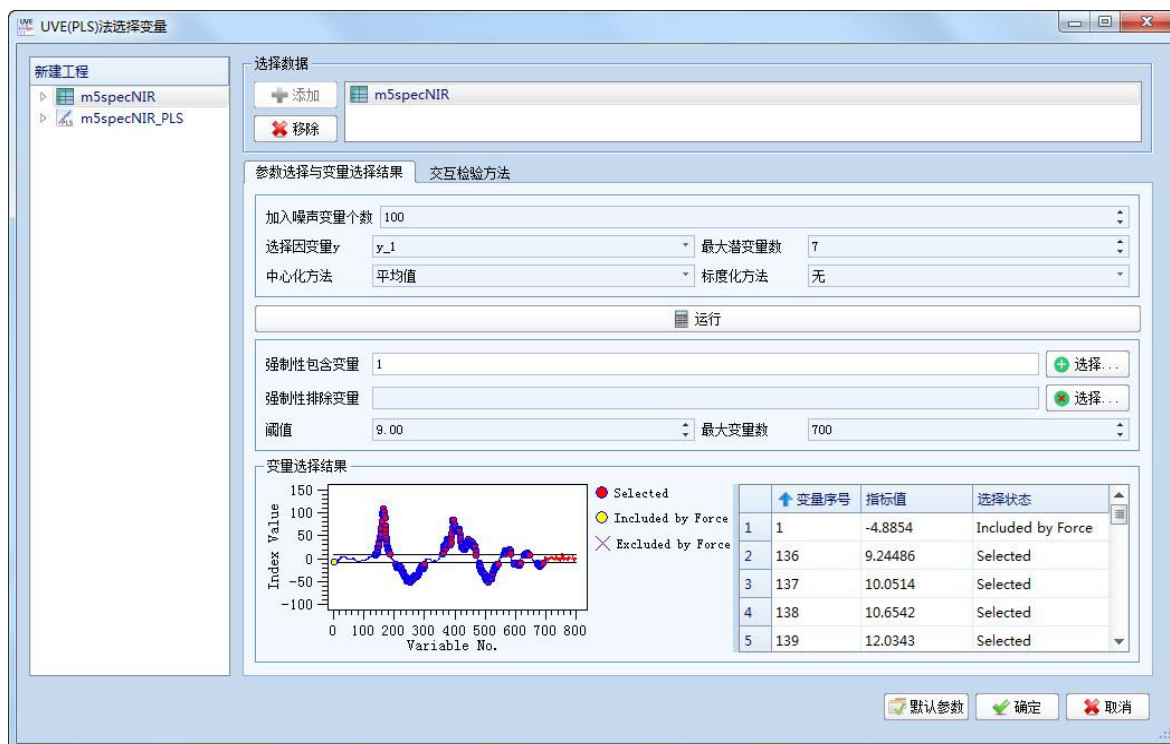 UVE(PLS)法选择变量
新建工程
m5specNIR
m5specNIR_PLS
选择数据
添加
m5specNIR
移除
参数选择与变量选择结果 交互检验方法
加入噪声变量个数 100
选择因变量y y_1 最大潜变量数 7
中心化方法 平均值 标度化方法 无
运行
强制性包含变量 1 选择...
强制性排除变量 选择...
阈值 9.00 最大变量数 700
变量选择结果
Index Value
150
100
50
0
-50
-100
0 100 200 300 400 500 600 700 800
Variable No.
Selected
Included by Force
Excluded by Force
变量序号 指标值 选择状态
1 1 -4.8854 Included by Force
2 136 9.24486 Selected
3 137 10.0514 Selected
4 138 10.6542 Selected
5 139 12.0343 Selected
默认参数 确定 取消